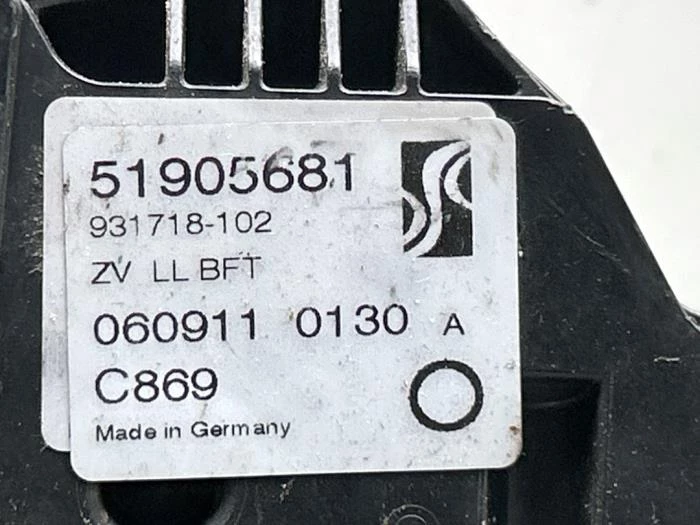 51905681
931718-102
ZV LL BFT
060911 0130 A
C869
Made in Germany